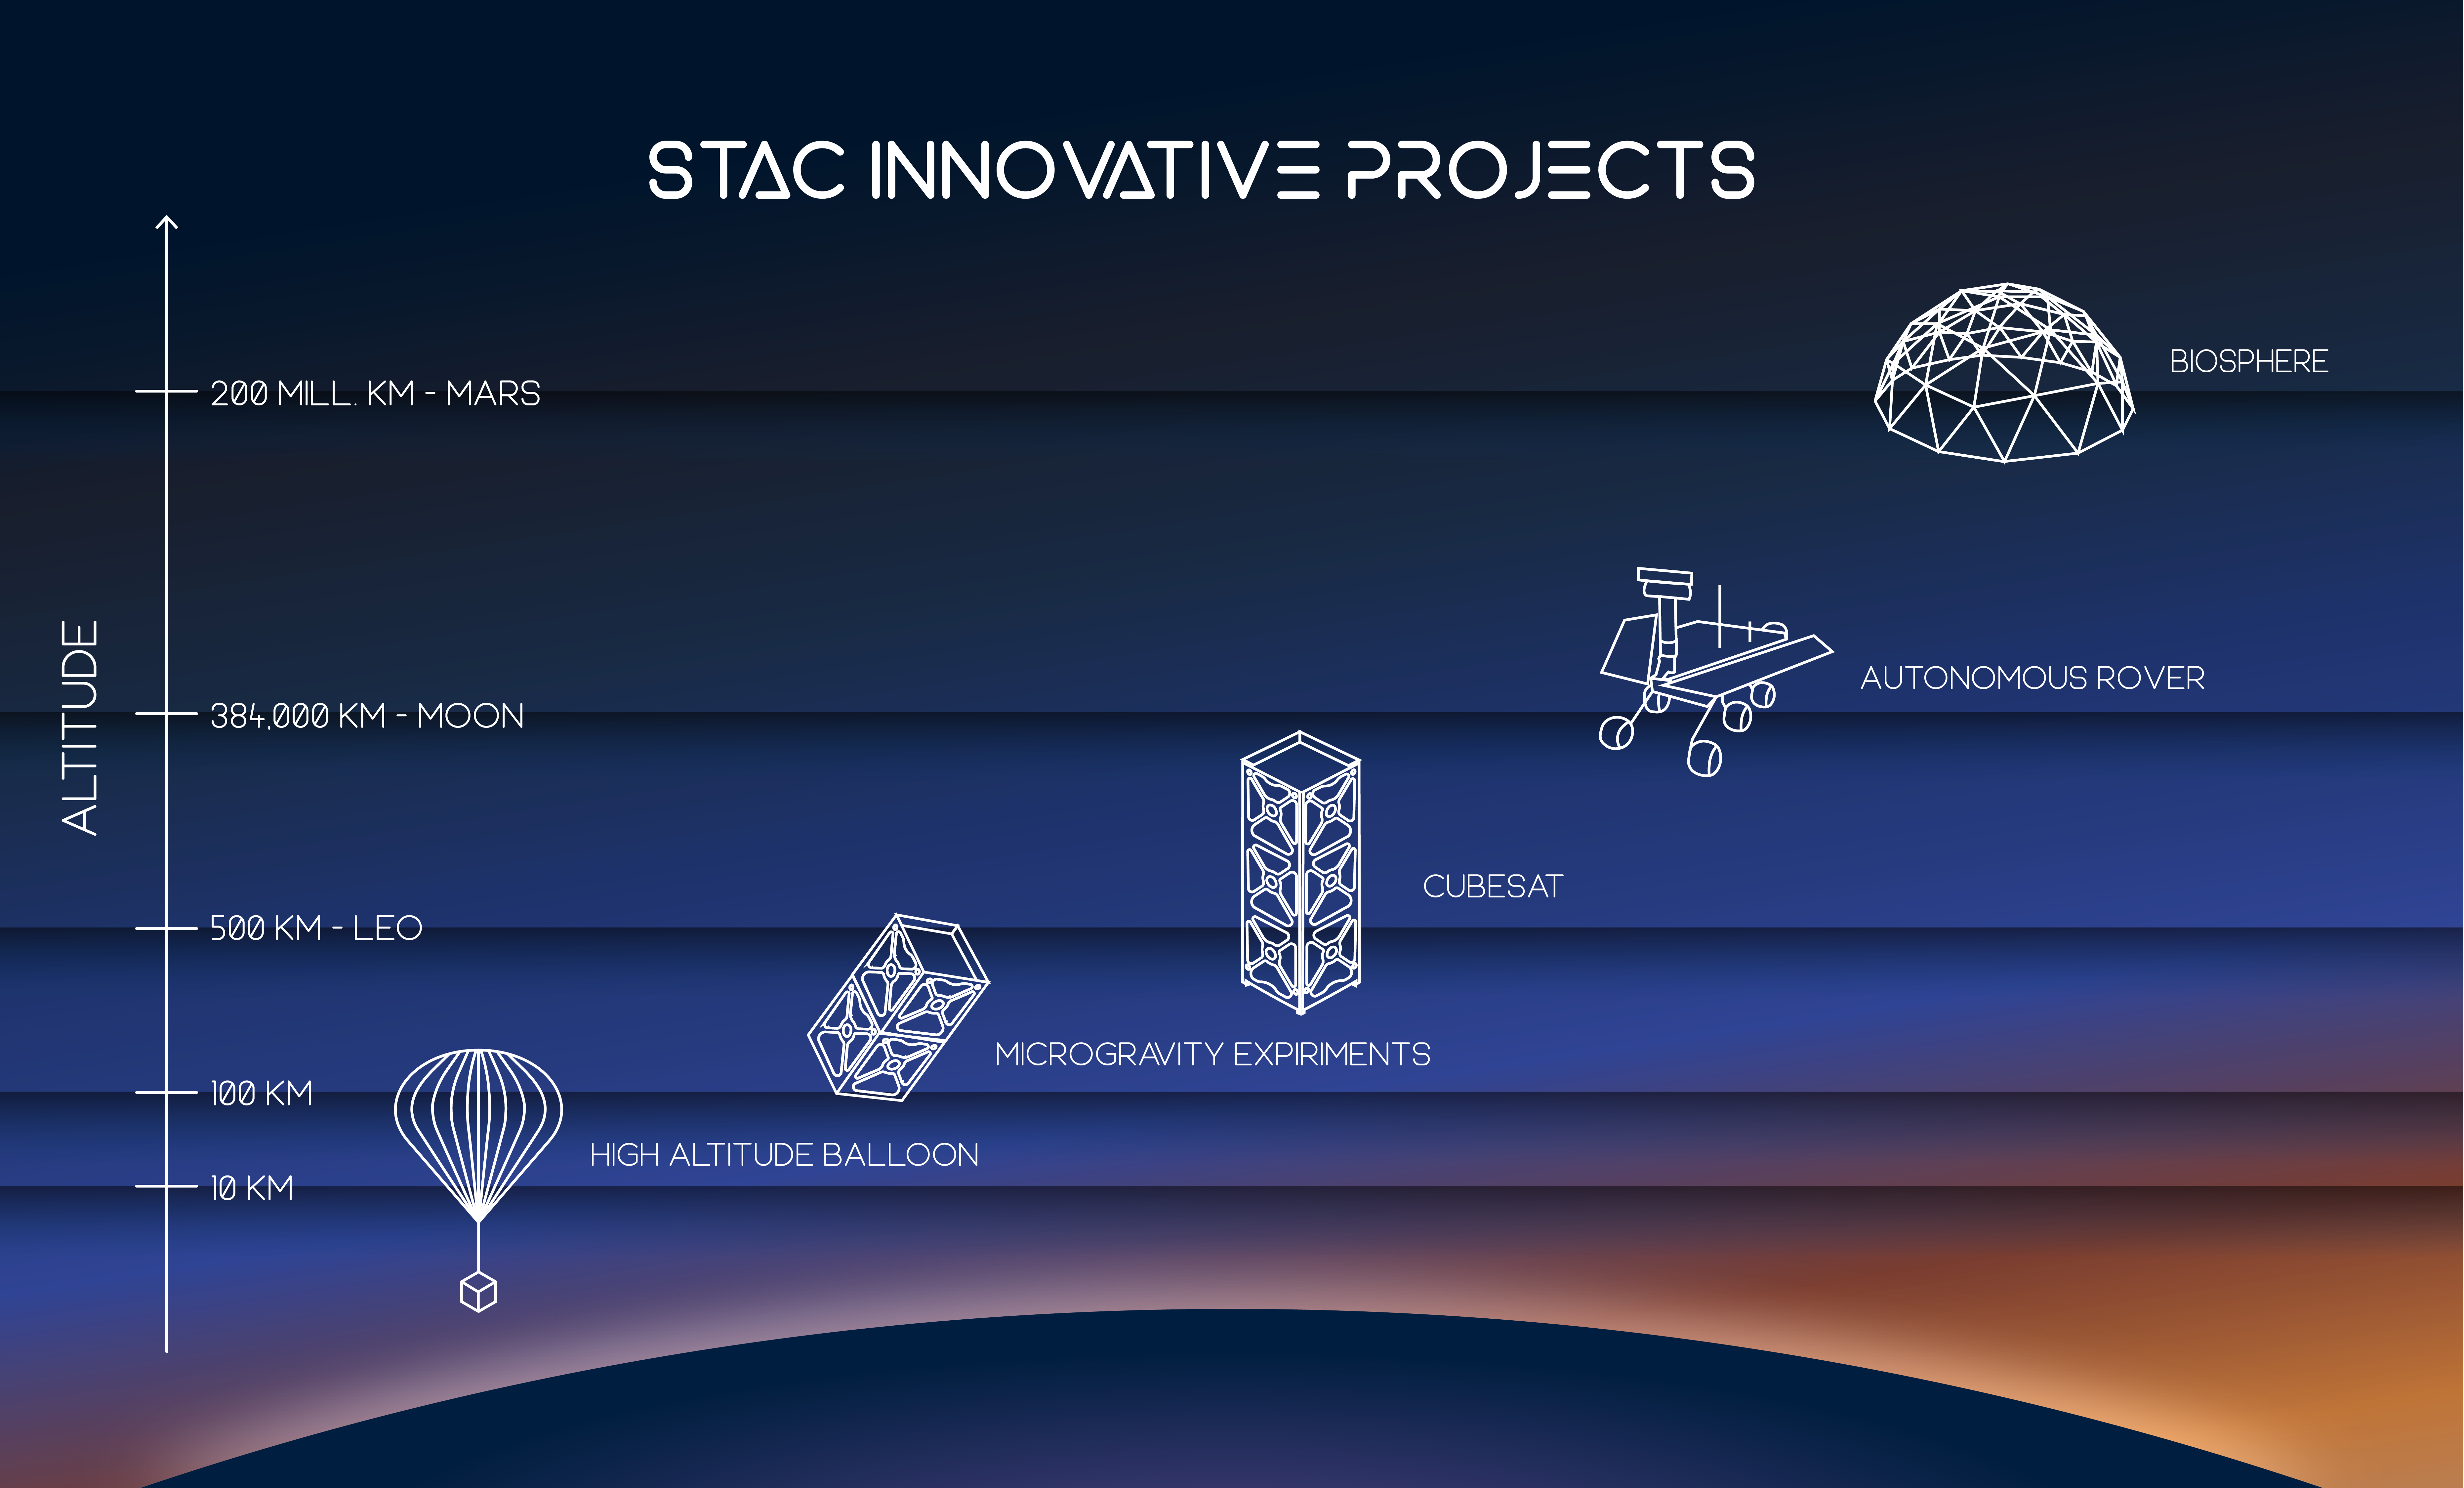 STAC INNOVATIVE PROJECTS
BIOSPHERE
200 MILL. KM - MARS
ALTITUDE
AUTONOMOUS ROVER
384,000 KM - MOON
CUBESAT
500 KM - LEO
MICROGRAVITY EXPIRIMENTS
100 KM
HIGH ALTITUDE BALLOON
10 KM